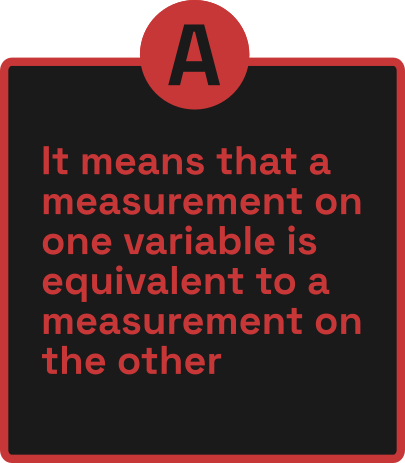 A
It means that a
measurement on
one variable is
equivalent to a
measurement on
the other